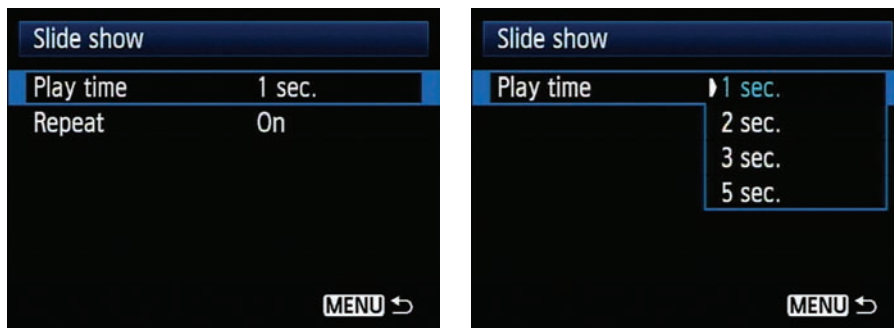 Slide show
Play time 1 sec.
Repeat On
MENU
Slide show
Play time 1 sec.
2 sec.
3 sec.
5 sec.
MENU